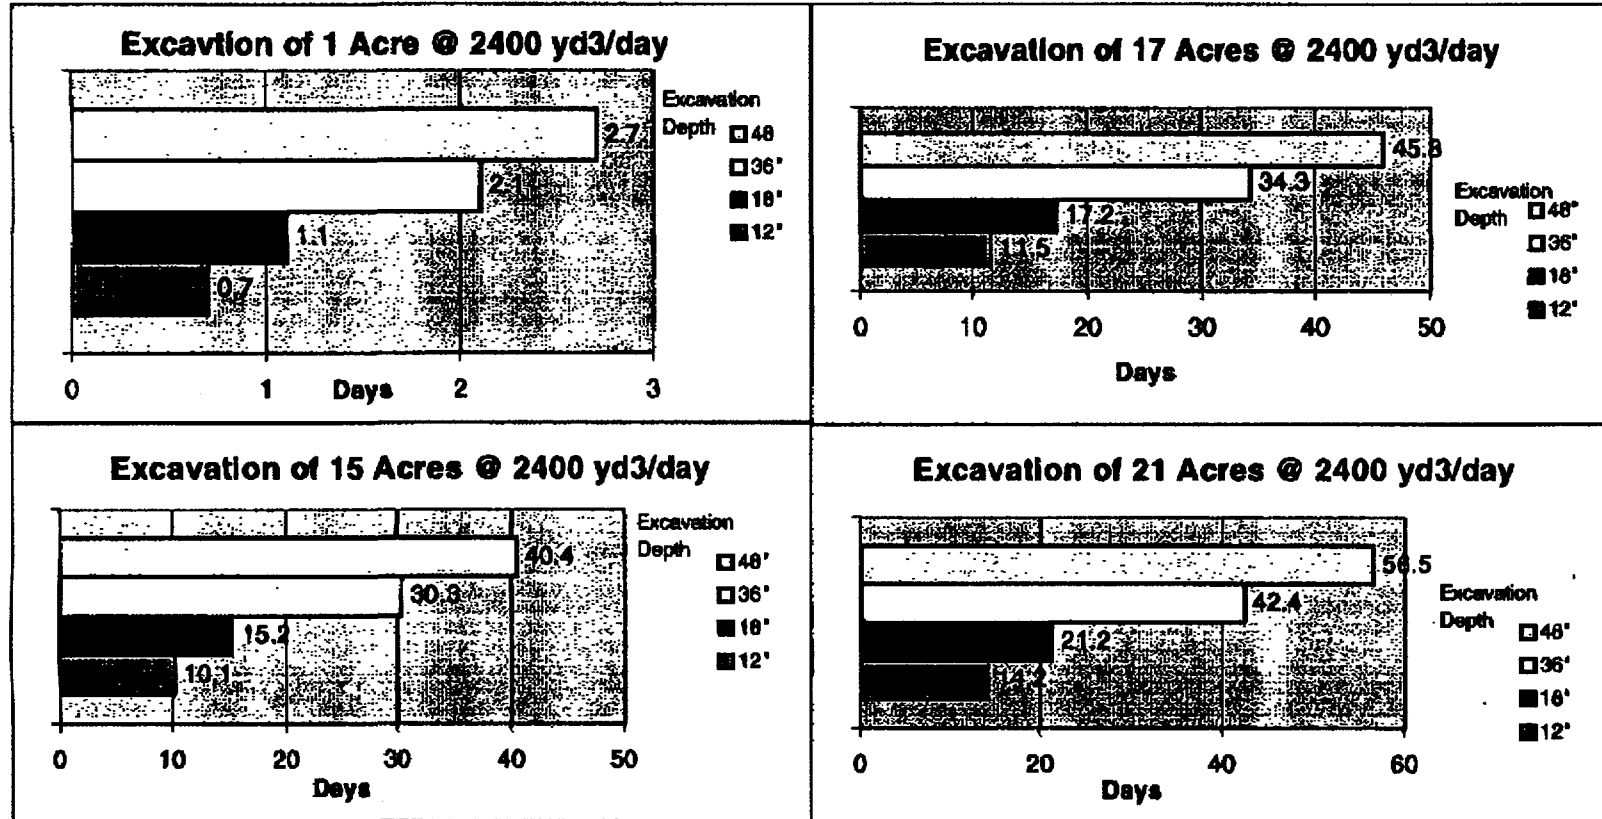 Excavtion of 1 Acre @ 2400 yd3/day
Excavation
Depth
48
36"
18"
12"
2.7
2.1
1.1
0.7
0 1 2 3
Days
Excavation of 17 Acres @ 2400 yd3/day
45.8
34.3
17.2
11.5
Excavation
Depth
48"
36"
18"
12"
0 10 20 30 40 50
Days
Excavation of 15 Acres @ 2400 yd3/day
Excavation
Depth
48"
36"
18"
12"
40.4
30.3
15.2
10.1
0 10 20 30 40 50
Days
Excavation of 21 Acres @ 2400 yd3/day
56.5
42.4
21.2
14.2
Excavation
Depth
48"
36"
18"
12"
0 20 40 60
Days